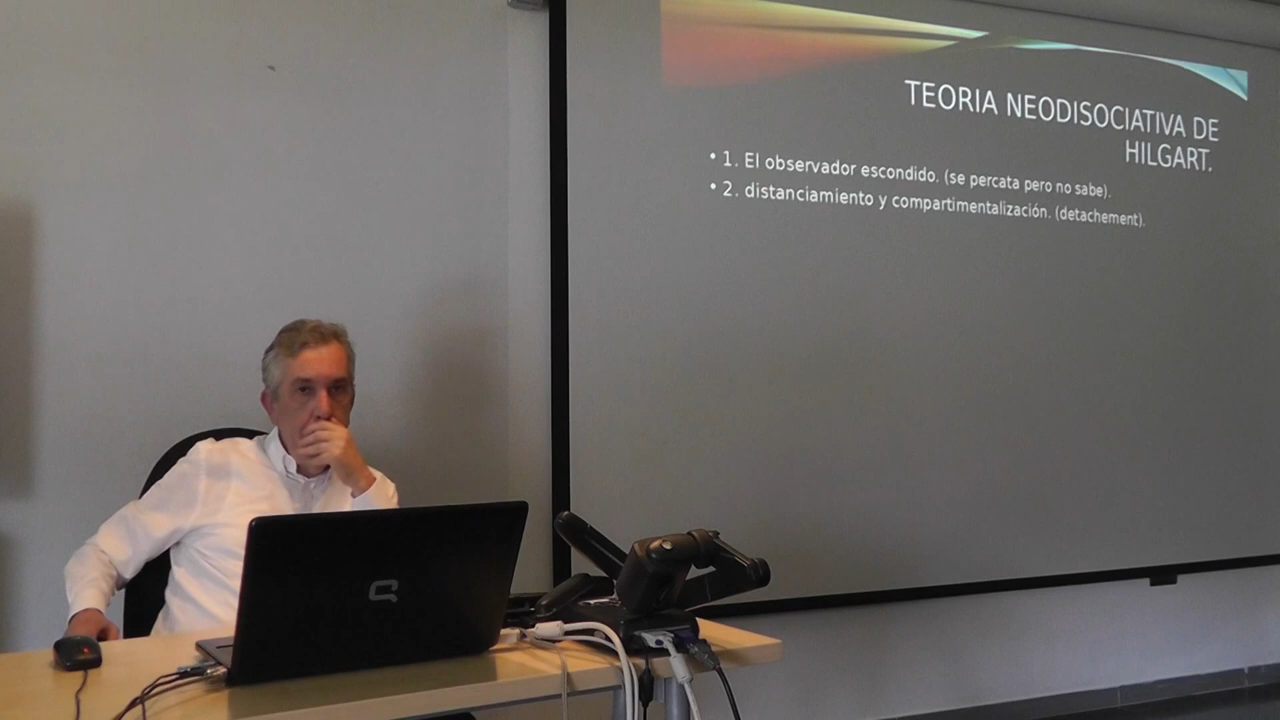 TEORIA NEODISOCIATIVA DE
HILGART.
• 1. El observador escondido. (se percata pero no sabe).
• 2. distanciamiento y compartimentalización. (detachement).